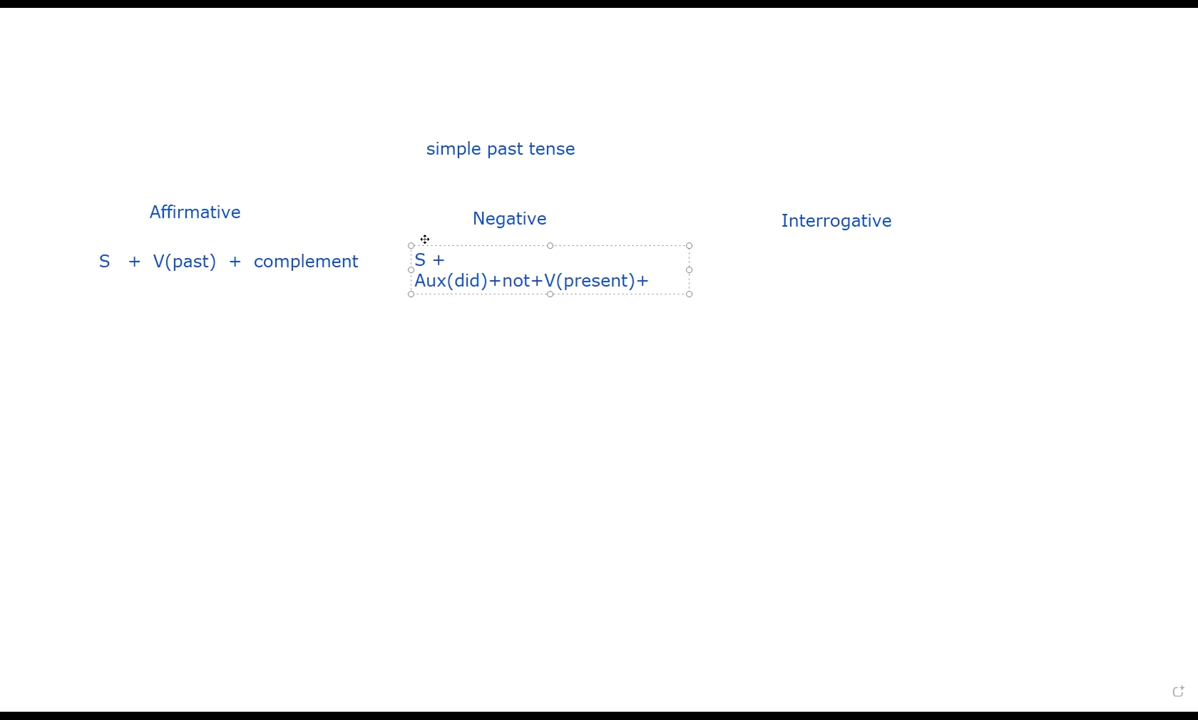 simple past tense
Affirmative
Negative
Interrogative
S + V(past) + complement
S +
Aux(did)+not+V(present)+